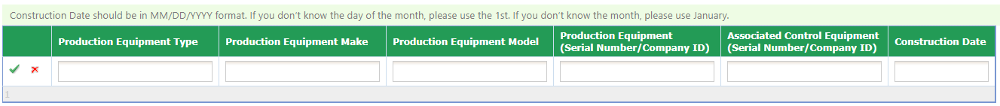 Construction Date should be in MM/DD/YYYY format. If you don’t know the day of the month, please use the 1st. If you don’t know the month, please use January.
Production Equipment Type
Production Equipment Make
Production Equipment Model
Production Equipment
(Serial Number/Company ID)
Associated Control Equipment
(Serial Number/Company ID)
Construction Date
1